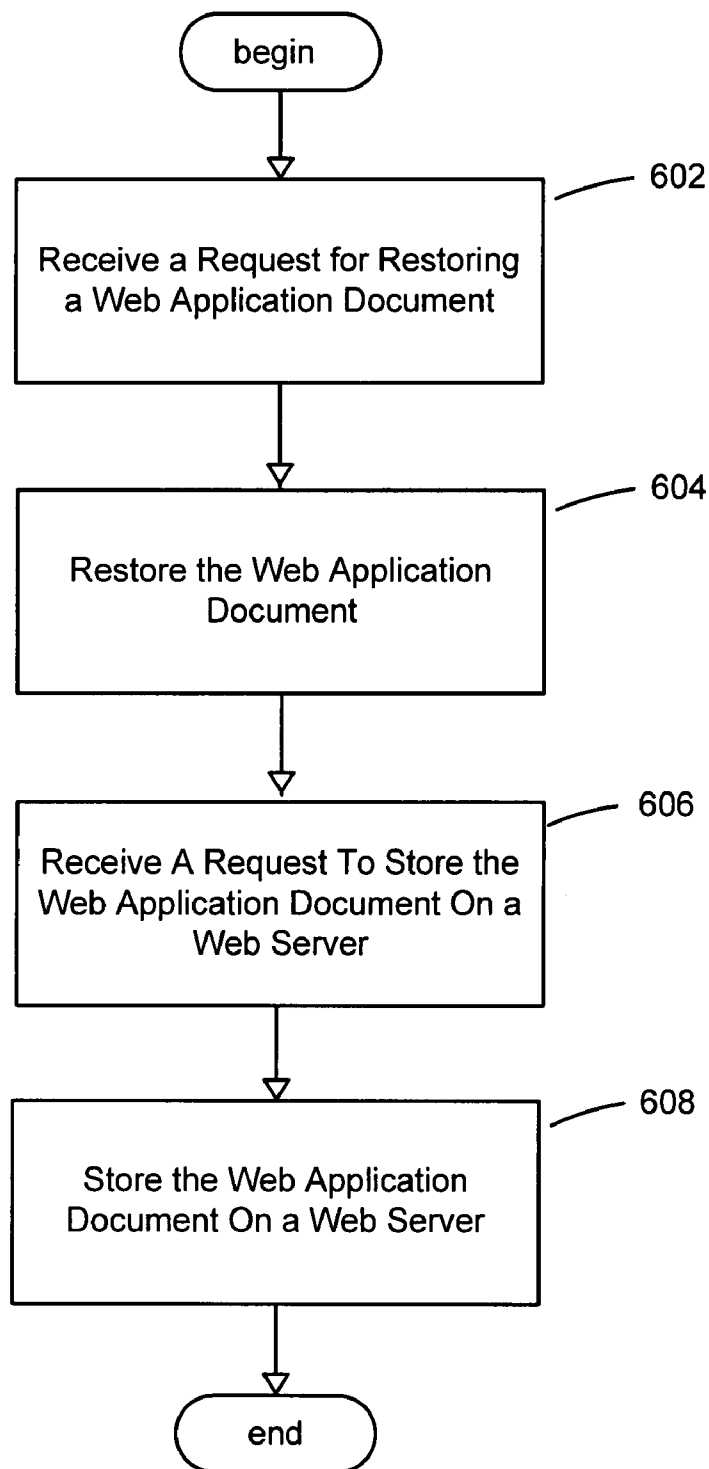 begin
602
Receive a Request for Restoring
a Web Application Document
604
Restore the Web Application
Document
606
Receive A Request To Store the
Web Application Document On a
Web Server
608
Store the Web Application
Document On a Web Server
end